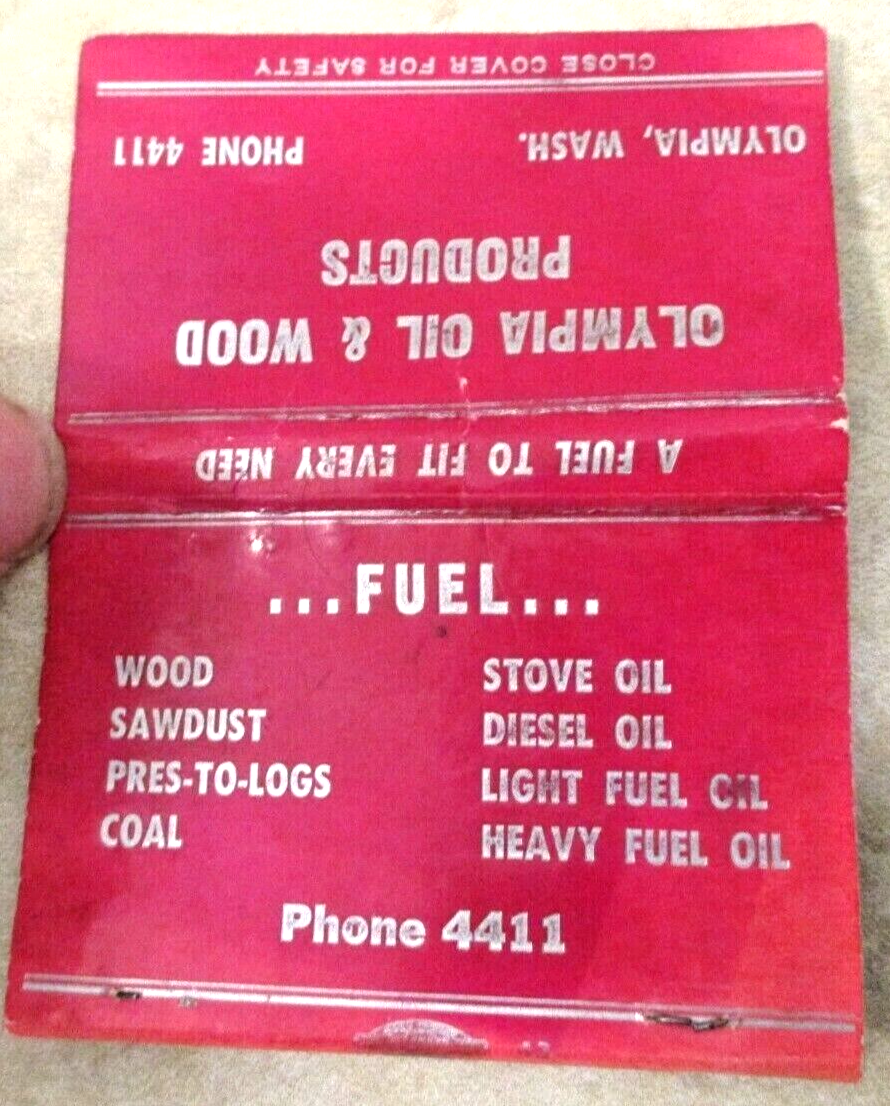 CLOSE COVER FOR SAFETY
OLYMPIA, WASH. PHONE 4411
OLYMPIA OIL & WOOD
PRODUCTS
A FUEL TO FIT EVERY NEED
...FUEL...
WOOD STOVE OIL
SAWDUST DIESEL OIL
PRES-TO-LOGS LIGHT FUEL OIL
COAL HEAVY FUEL OIL
Phone 4411